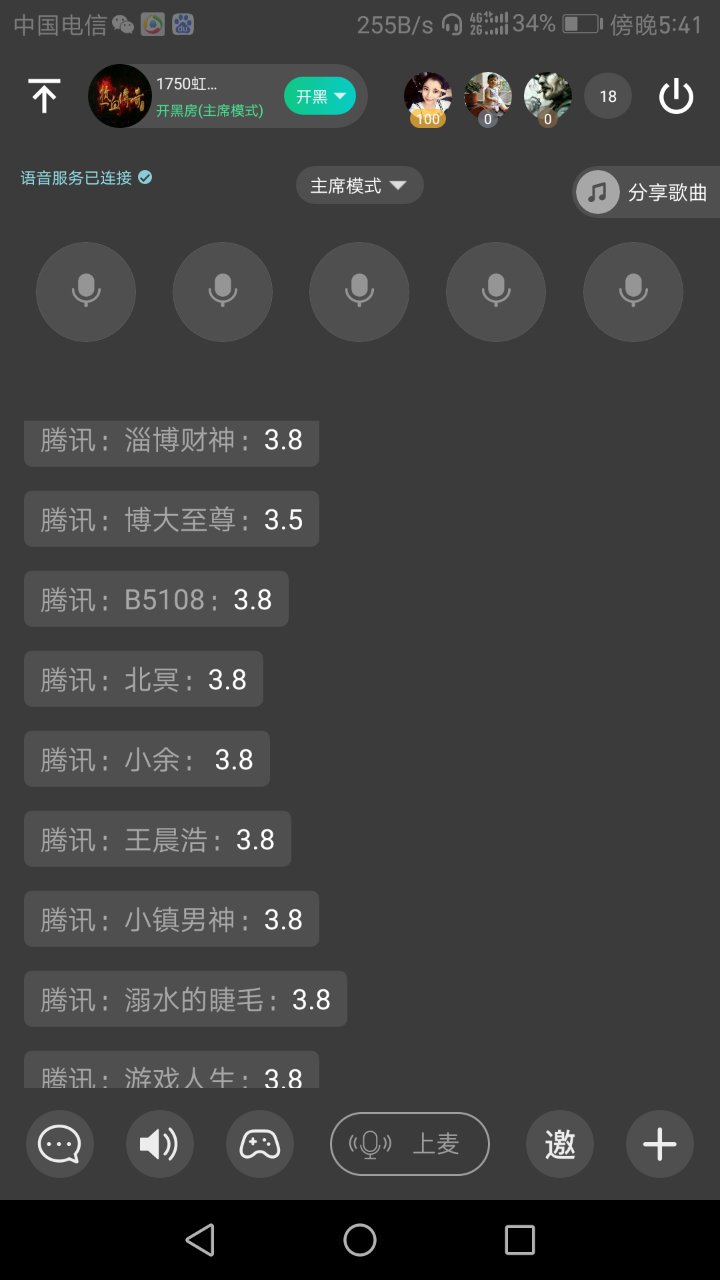 中国电信 255B/s 4G 2G 34% 傍晚5:41
1750虹...
开黑房(主席模式)
开黑
100 0 0 18
语音服务已连接 主席模式 分享歌曲
腾讯：淄博财神：3.8
腾讯：博大至尊：3.5
腾讯：B5108：3.8
腾讯：北冥：3.8
腾讯：小余：3.8
腾讯：王晨浩：3.8
腾讯：小镇男神：3.8
腾讯：溺水的睫毛：3.8
腾讯：游戏人生：3.8
上麦 邀